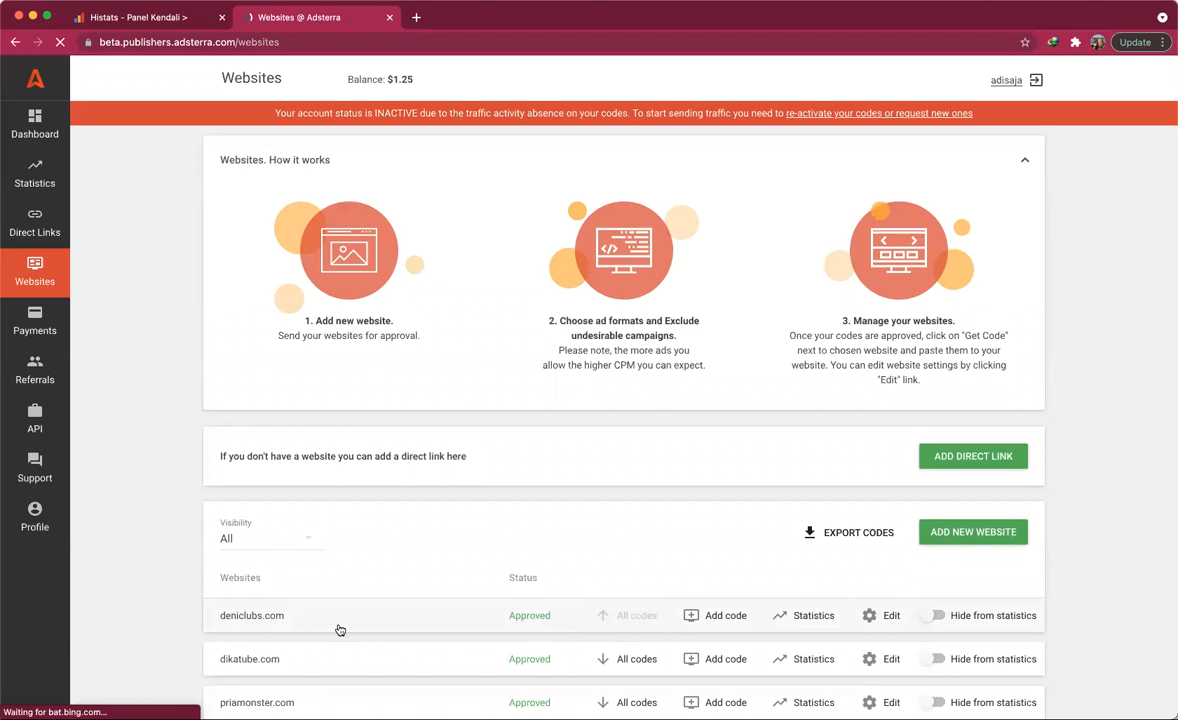 Histats - Panel Kendali >
Websites @ Adsterra
beta.publishers.adsterra.com/websites
Update
Websites
Balance: $1.25
adisaja
Your account status is INACTIVE due to the traffic activity absence on your codes. To start sending traffic you need to re-activate your codes or request new ones
Dashboard
Statistics
Direct Links
Websites
Payments
Referrals
API
Support
Profile
Websites. How it works
1. Add new website.
Send your websites for approval.
2. Choose ad formats and Exclude
undesirable campaigns.
Please note, the more ads you
allow the higher CPM you can expect.
3. Manage your websites.
Once your codes are approved, click on "Get Code"
next to chosen website and paste them to your
website. You can edit website settings by clicking
"Edit" link.
If you don't have a website you can add a direct link here
ADD DIRECT LINK
Visibility
All
EXPORT CODES
ADD NEW WEBSITE
Websites Status
deniclubs.com Approved All codes Add code Statistics Edit Hide from statistics
dikatube.com Approved All codes Add code Statistics Edit Hide from statistics
priamonster.com Approved All codes Add code Statistics Edit Hide from statistics
Waiting for bat.bing.com...